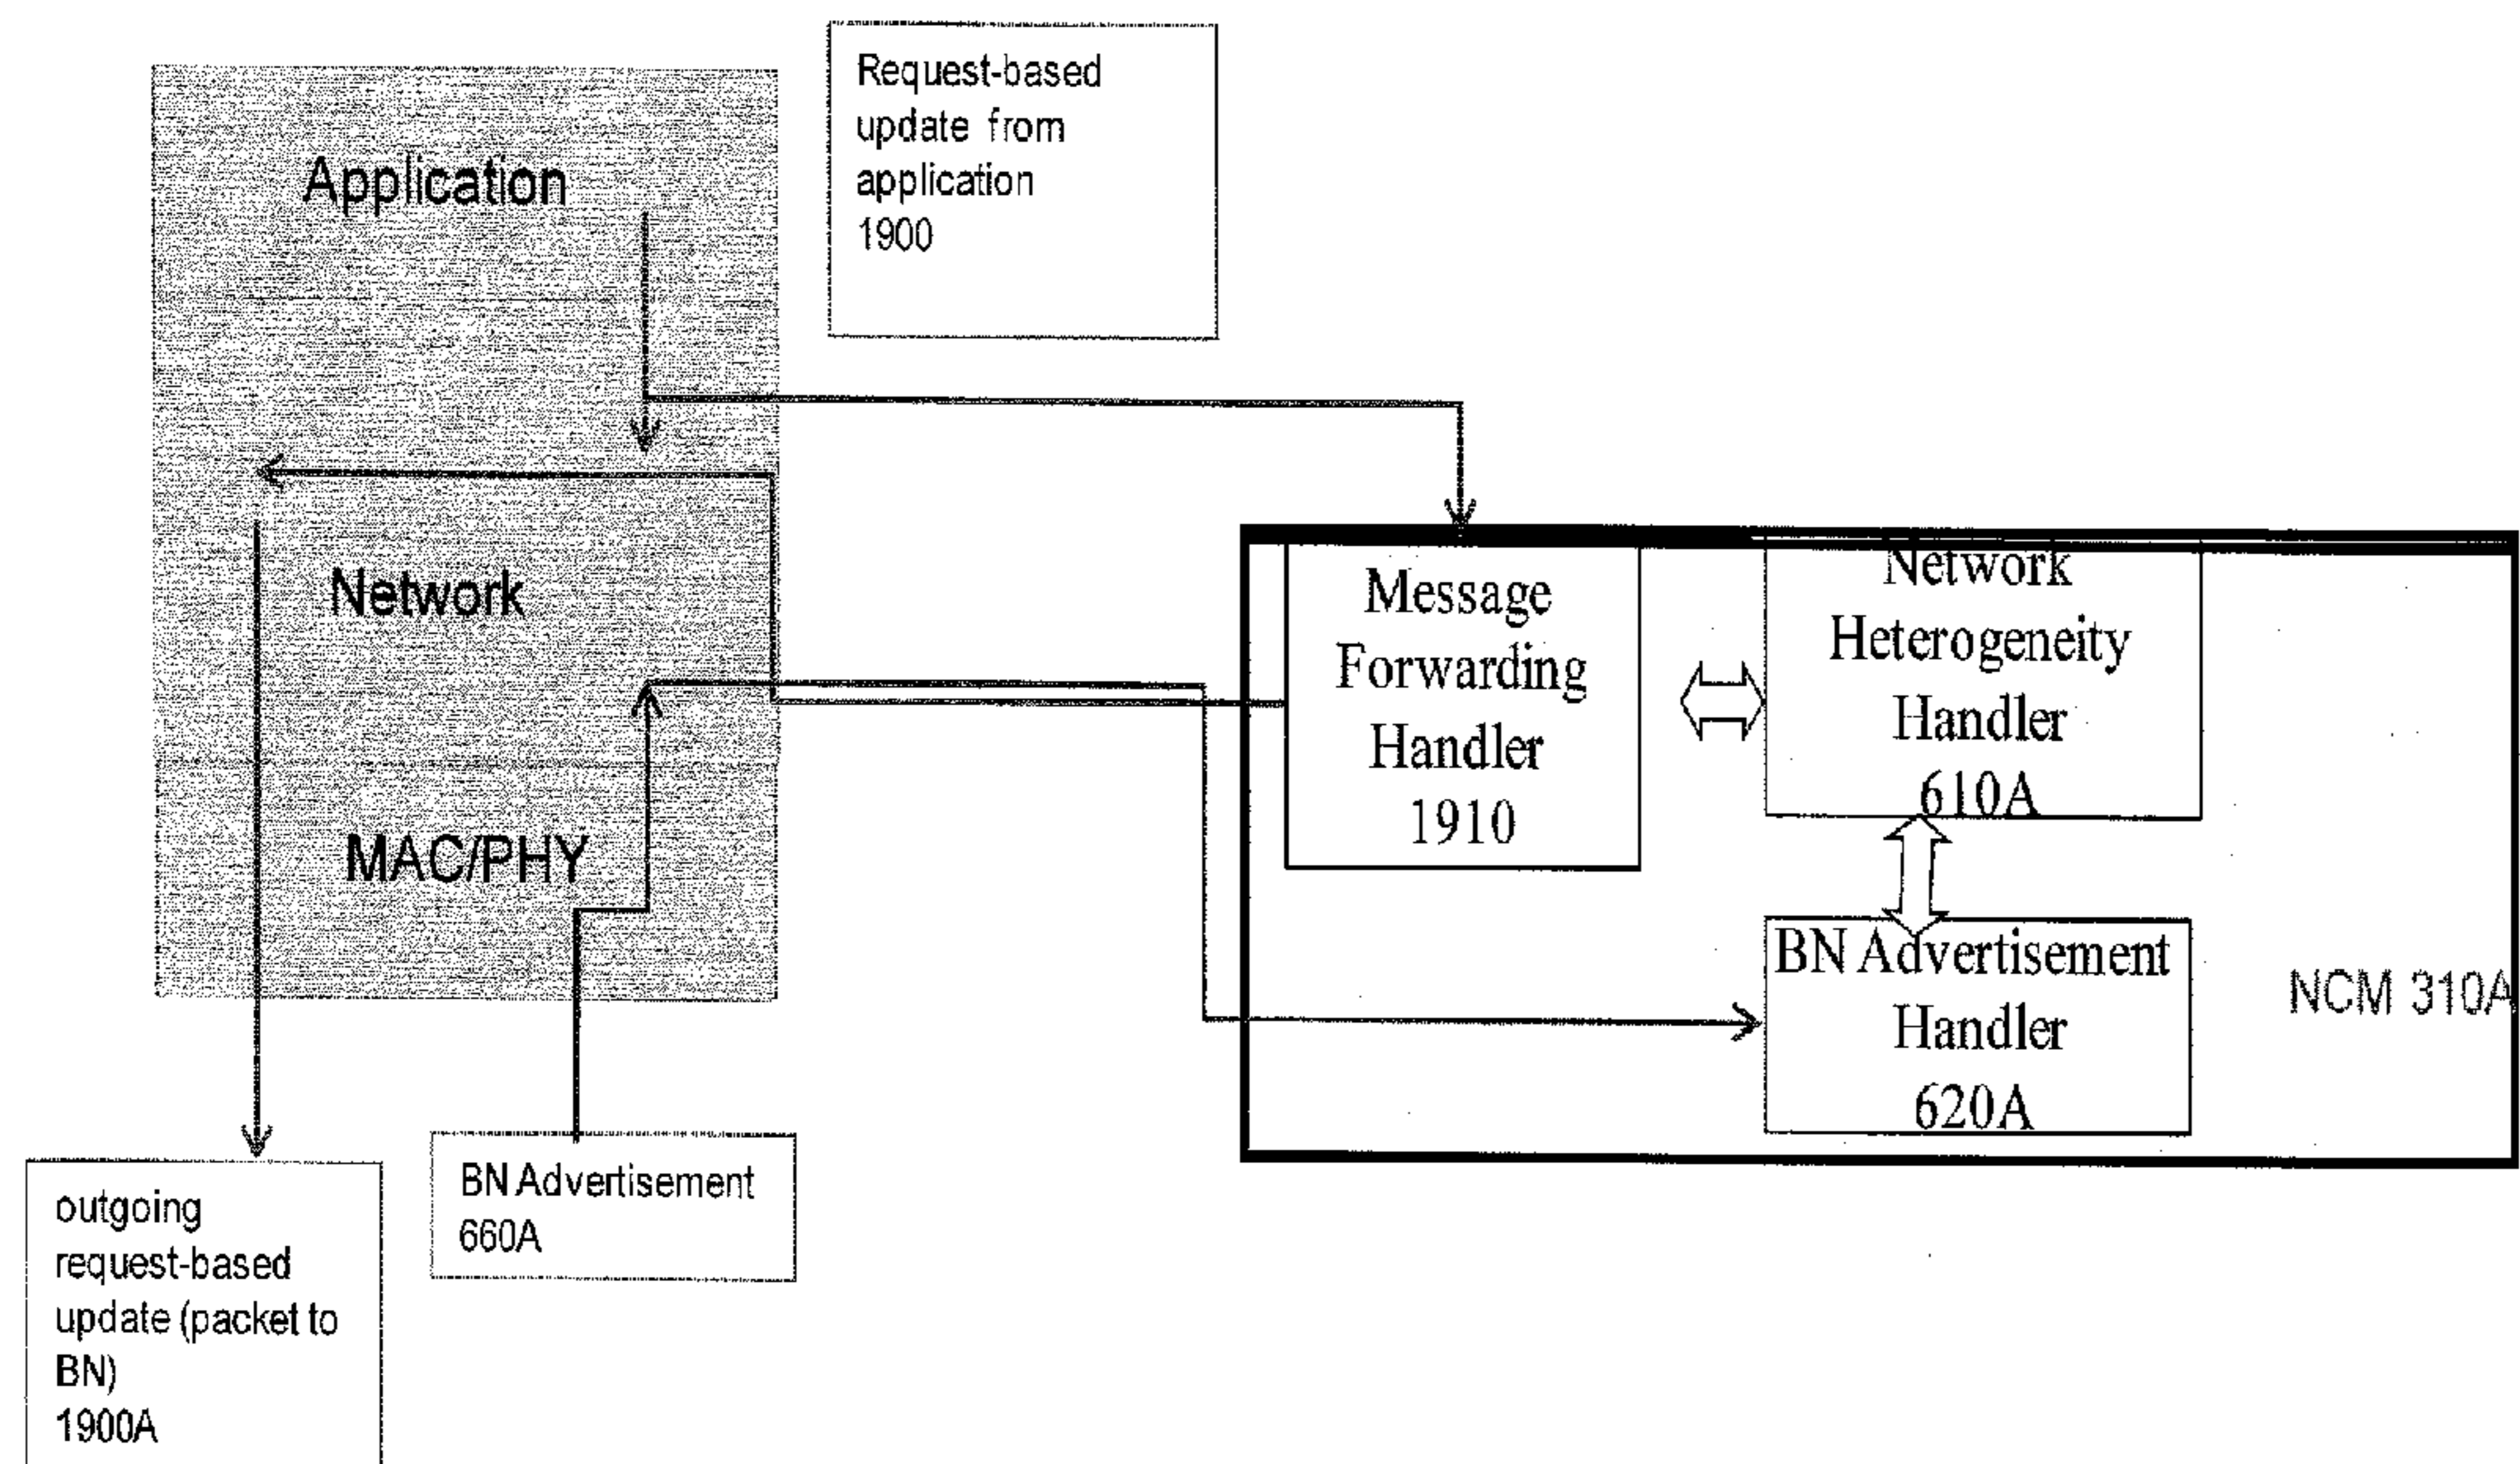 Request-based
update from
application
1900
Application
Network
MAC/PHY
Message
Forwarding
Handler
1910
Network
Heterogeneity
Handler
610A
BN Advertisement
Handler
620A
NCM 310A
BN Advertisement
660A
outgoing
request-based
update (packet to
BN)
1900A